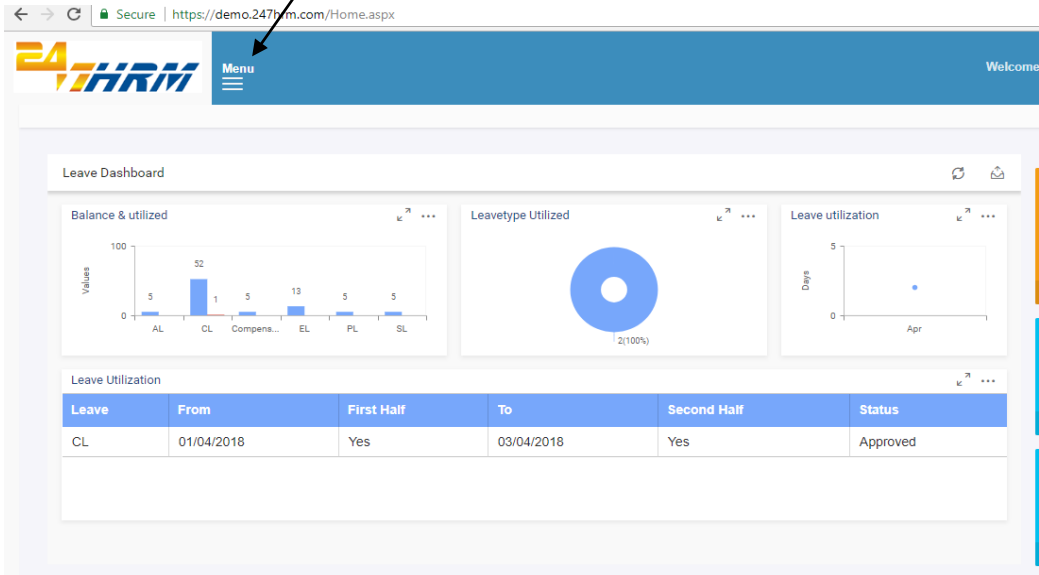 Secure | https://demo.247hrm.com/Home.aspx
247HRM
Menu
Welcome
Leave Dashboard
Balance & utilized
Leavetype Utilized
Leave utilization
100
Values
0
5
52
1
5
13
5
5
AL
CL
Compens...
EL
PL
SL
2(100%)
5
Days
0
Apr
Leave Utilization
Leave From First Half To Second Half Status
CL 01/04/2018 Yes 03/04/2018 Yes Approved